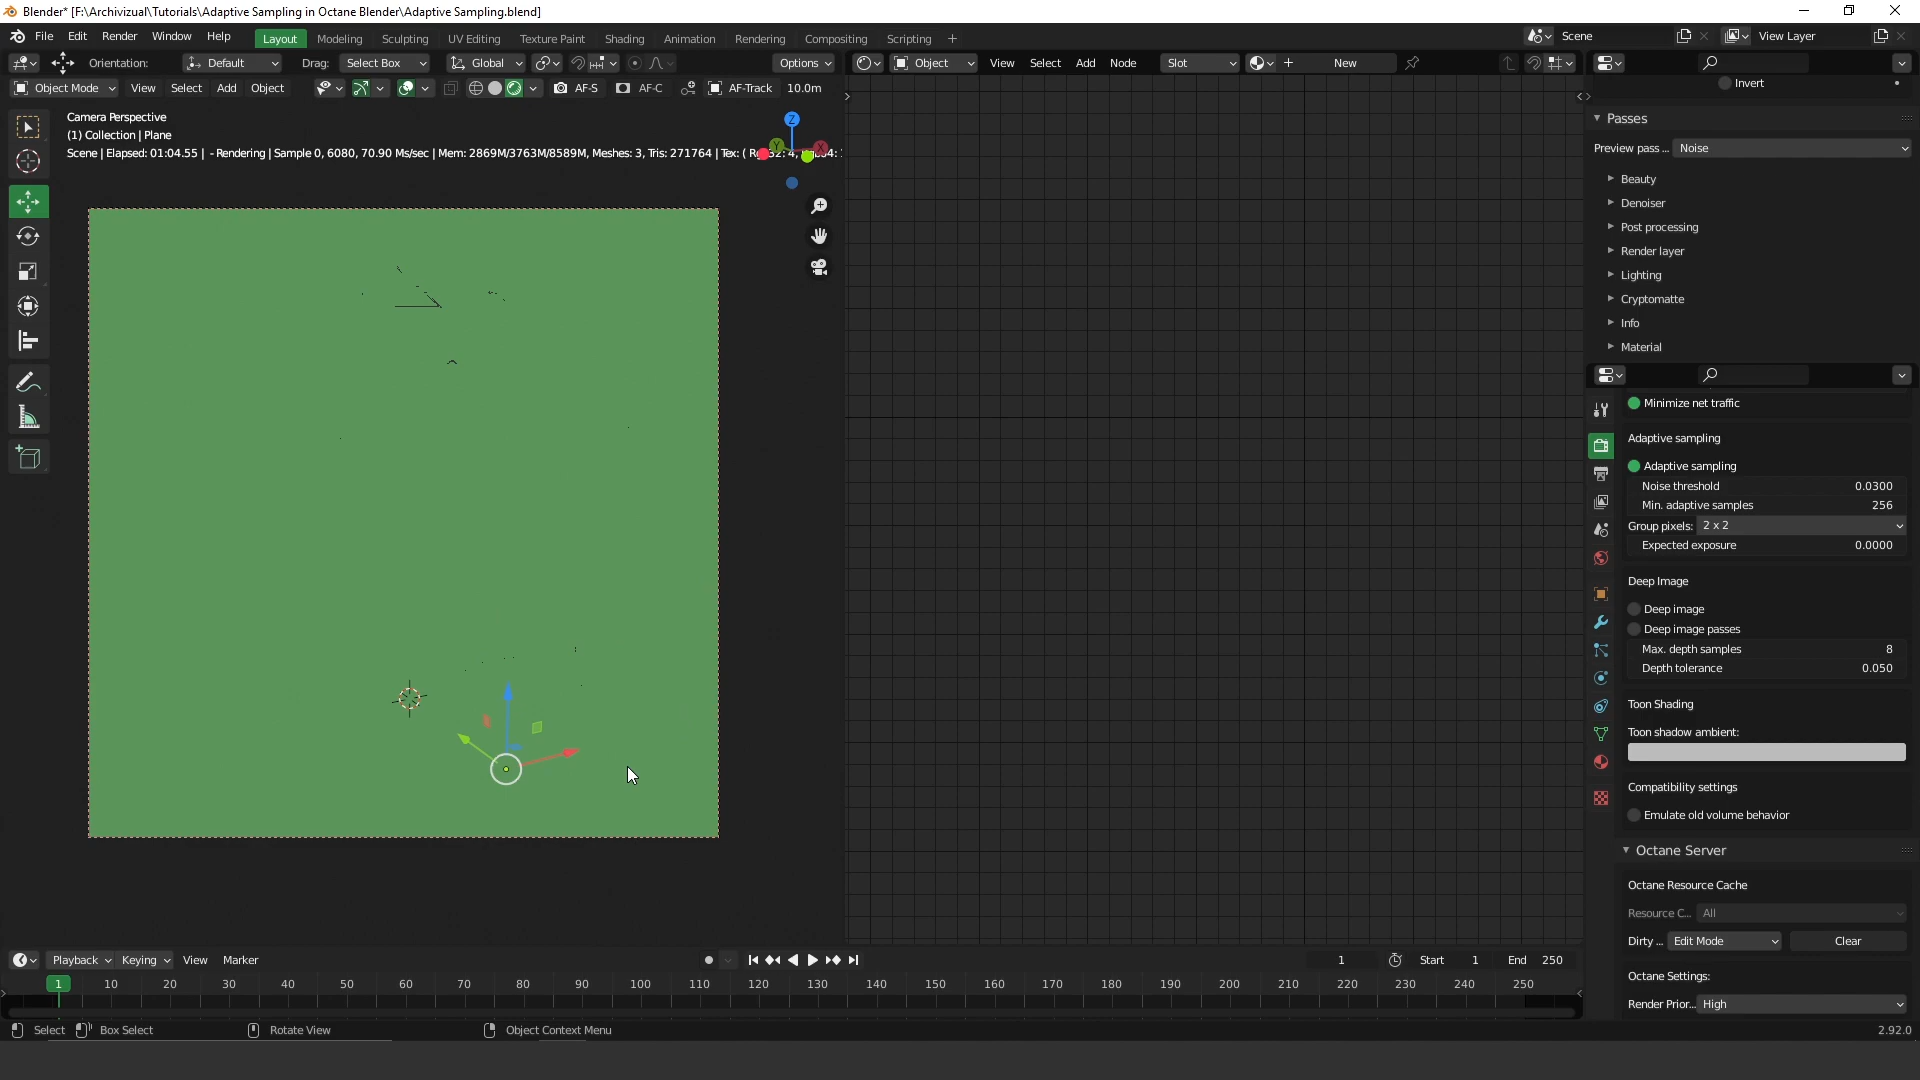 Blender* [F:\Archivizual\Tutorials\Adaptive Sampling in Octane Blender\Adaptive Sampling.blend]
File Edit Render Window Help Layout Modeling Sculpting UV Editing Texture Paint Shading Animation Rendering Compositing Scripting + Scene View Layer
Orientation: Default Drag: Select Box Global Options Object View Select Add Node Slot New
Object Mode View Select Add Object AF-S AF-C AF-Track 10.0m Invert
Camera Perspective
(1) Collection | Plane
Scene | Elapsed: 01:04.55 | - Rendering | Sample 0, 6080, 70.90 Ms/sec | Mem: 2869M/3763M/8589M, Meshes: 3, Tris: 271764 | Tex: (
Z
Y
X
Passes
Preview pass ... Noise
Beauty
Denoiser
Post processing
Render layer
Lighting
Cryptomatte
Info
Material
Minimize net traffic
Adaptive sampling
Adaptive sampling
Noise threshold 0.0300
Min. adaptive samples 256
Group pixels: 2 x 2
Expected exposure 0.0000
Deep Image
Deep image
Deep image passes
Max. depth samples 8
Depth tolerance 0.050
Toon Shading
Toon shadow ambient:
Compatibility settings
Emulate old volume behavior
Octane Server
Octane Resource Cache
Resource C... All
Dirty ... Edit Mode Clear
Octane Settings:
Render Prior... High
Playback Keying View Marker 1 Start 1 End 250
1 10 20 30 40 50 60 70 80 90 100 110 120 130 140 150 160 170 180 190 200 210 220 230 240 250
Select Box Select Rotate View Object Context Menu 2.92.0